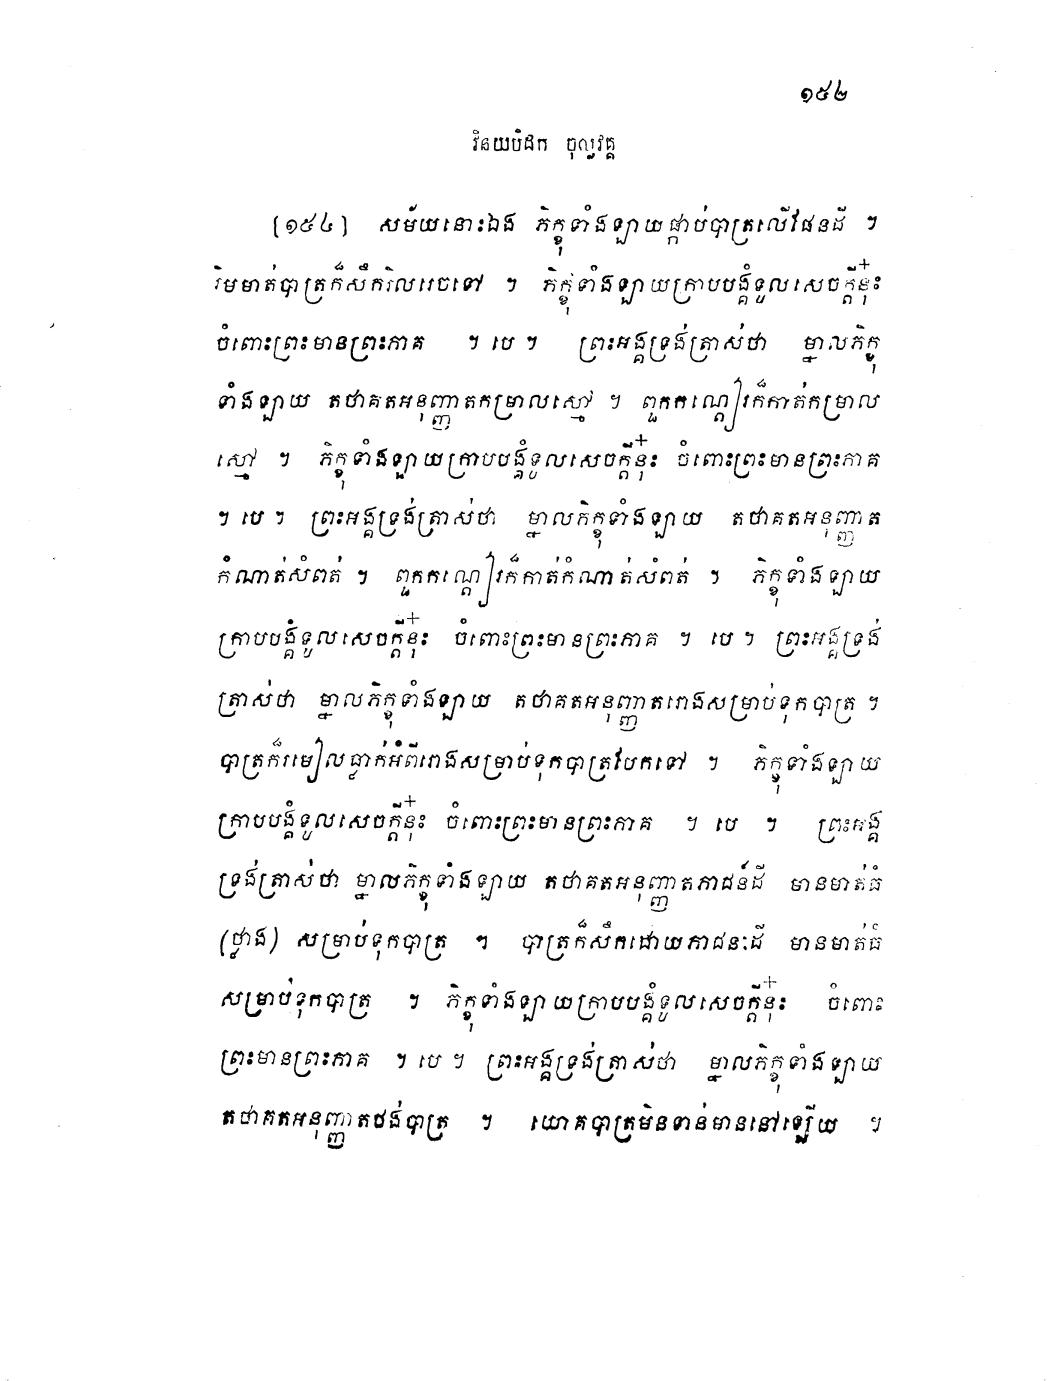 ១៥៤
វិនយបិដក ចុល្លវគ្គ
[១៥៤] សម័យនោះឯង ភិក្ខុទាំងឡាយផ្កាប់បាត្រលើផែនដី ។
រិមមាត់បាត្រក៏សឹករិលរេចទៅ ។ ភិក្ខុទាំងឡាយក្រាបបង្គំទូលសេចក្តីនុ៎ះ
ចំពោះព្រះមានព្រះភាគ ។ បេ ។ ព្រះអង្គទ្រង់ត្រាស់ថា ម្នាលភិក្ខុ
ទាំងឡាយ តថាគតអនុញ្ញាតកម្រាលស្មៅ ។ ពួកកណ្តៀរក៏កាត់កម្រាល
ស្មៅ ។ ភិក្ខុទាំងឡាយក្រាបបង្គំទូលសេចក្តីនុ៎ះ ចំពោះព្រះមានព្រះភាគ
។ បេ ។ ព្រះអង្គទ្រង់ត្រាស់ថា ម្នាលភិក្ខុទាំងឡាយ តថាគតអនុញ្ញាត
កំណាត់សំពត់ ។ ពួកកណ្តៀរក៏កាត់កំណាត់សំពត់ ។ ភិក្ខុទាំងឡាយ
ក្រាបបង្គំទូលសេចក្តីនុ៎ះ ចំពោះព្រះមានព្រះភាគ ។ បេ ។ ព្រះអង្គទ្រង់
ត្រាស់ថា ម្នាលភិក្ខុទាំងឡាយ តថាគតអនុញ្ញាតរោងសម្រាប់ទុកបាត្រ ។
បាត្រក៏រមៀលធ្លាក់អំពីរោងសម្រាប់ទុកបាត្របែកទៅ ។ ភិក្ខុទាំងឡាយ
ក្រាបបង្គំទូលសេចក្តីនុ៎ះ ចំពោះព្រះមានព្រះភាគ ។ បេ ។ ព្រះអង្គ
ទ្រង់ត្រាស់ថា ម្នាលភិក្ខុទាំងឡាយ តថាគតអនុញ្ញាតភាជន៍ដី មានមាត់ធំ
(ថ្លាង) សម្រាប់ទុកបាត្រ ។ បាត្រក៏សឹកដោយភាជនៈដី មានមាត់ធំ
សម្រាប់ទុកបាត្រ ។ ភិក្ខុទាំងឡាយក្រាបបង្គំទូលសេចក្តីនុ៎ះ ចំពោះ
ព្រះមានព្រះភាគ ។ បេ ។ ព្រះអង្គទ្រង់ត្រាស់ថា ម្នាលភិក្ខុទាំងឡាយ
តថាគតអនុញ្ញាតថង់បាត្រ ។ យោគបាត្រមិនទាន់មាននៅឡើយ ។